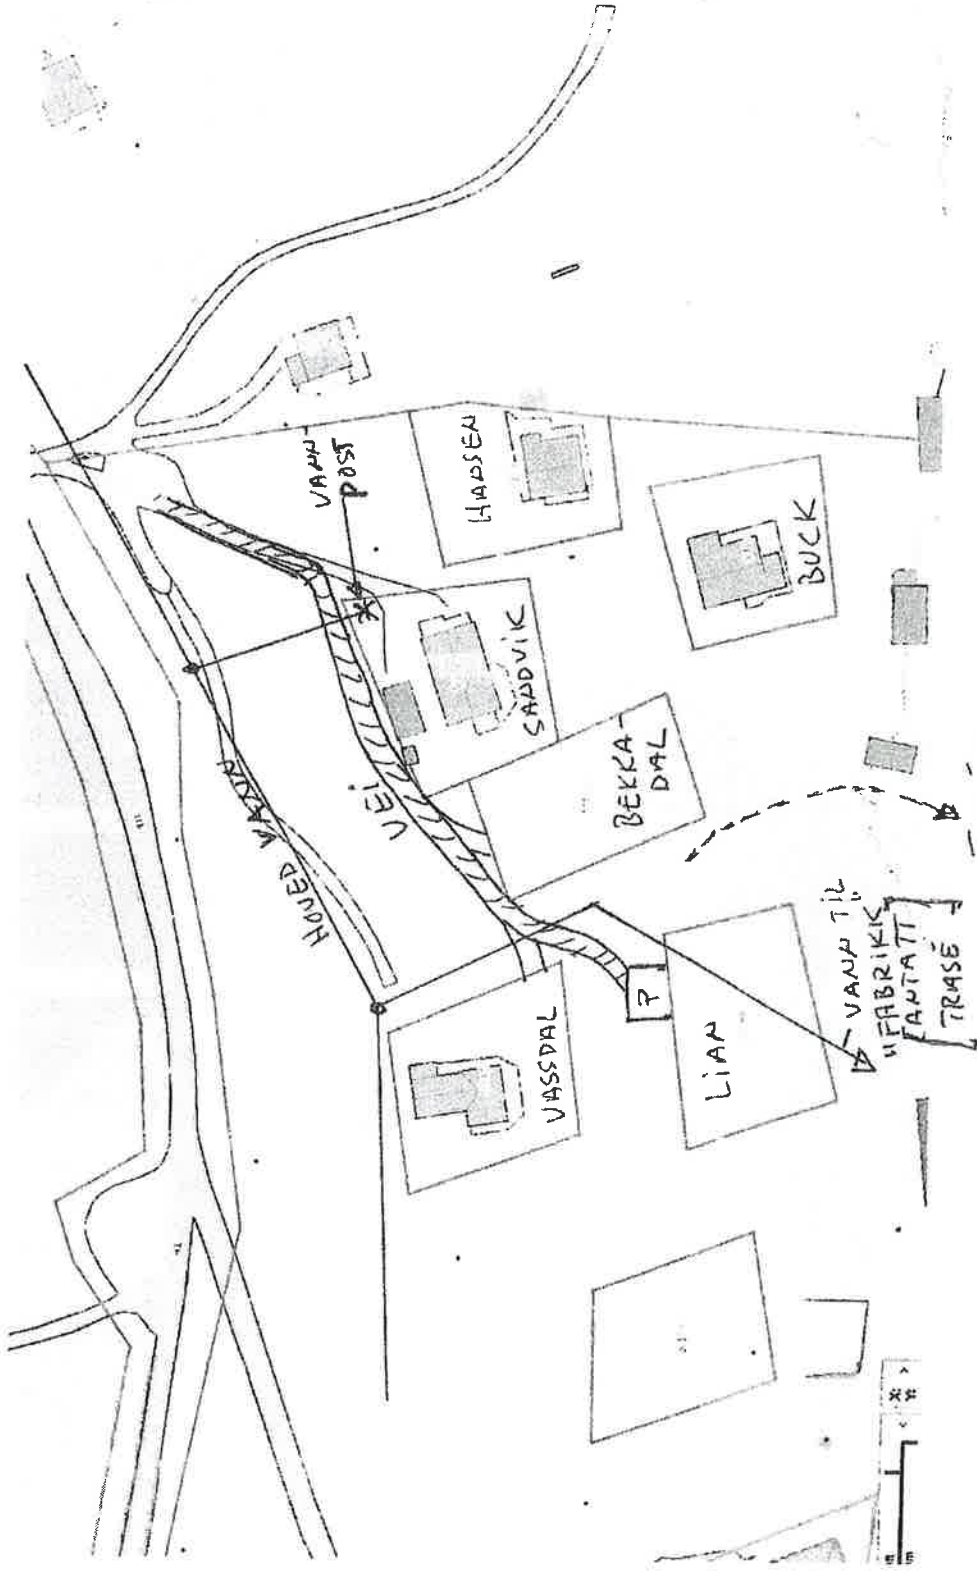 VANN
POST
HANSEN
BUCK
SANDVIK
VEI
HOVED VANN
BEKKA-
DAL
VASSDAL
P
LIAN
- VANN TIL
"FABRIKK"
[ANTATT]
TRASÉ